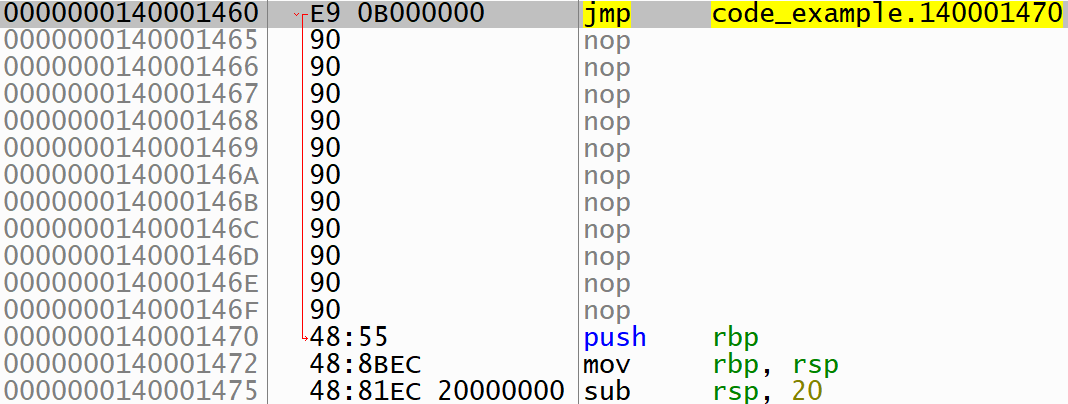 0000000140001460 E9 0B000000 jmp code_example.140001470
0000000140001465 90 nop
0000000140001466 90 nop
0000000140001467 90 nop
0000000140001468 90 nop
0000000140001469 90 nop
000000014000146A 90 nop
000000014000146B 90 nop
000000014000146C 90 nop
000000014000146D 90 nop
000000014000146E 90 nop
000000014000146F 90 nop
0000000140001470 48:55 push rbp
0000000140001472 48:8BEC mov rbp, rsp
0000000140001475 48:81EC 20000000 sub rsp, 20